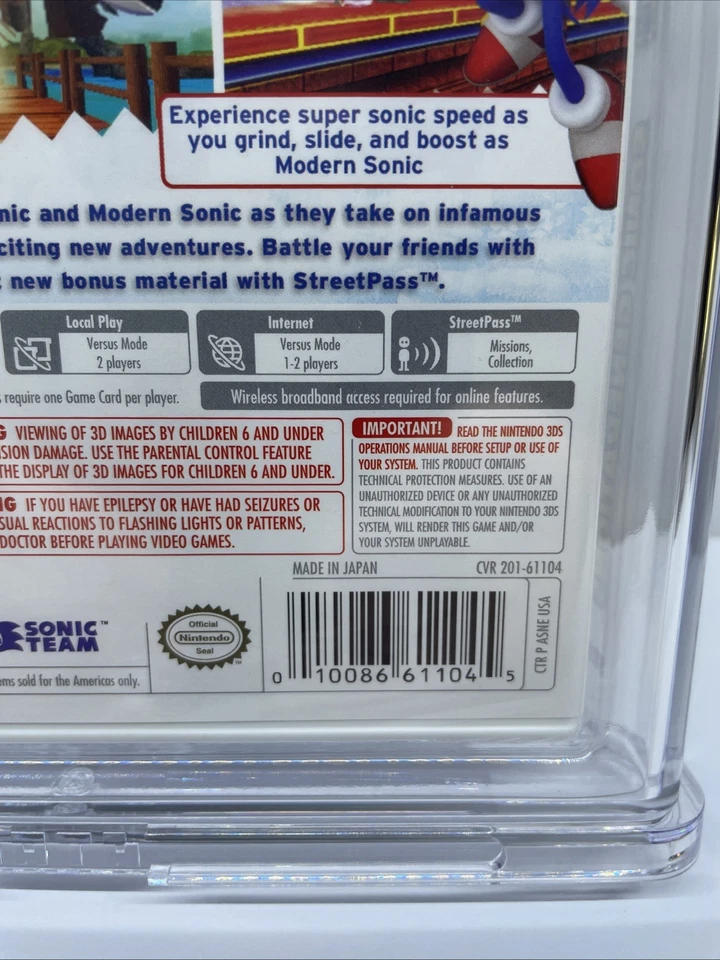 Experience super sonic speed as
you grind, slide, and boost as
Modern Sonic
nic and Modern Sonic as they take on infamous
citing new adventures. Battle your friends with
new bonus material with StreetPass™.
Local Play
Versus Mode
2 players
Internet
Versus Mode
1-2 players
StreetPass™
Missions,
Collection
require one Game Card per player.
Wireless broadband access required for online features.
G VIEWING OF 3D IMAGES BY CHILDREN 6 AND UNDER
SION DAMAGE. USE THE PARENTAL CONTROL FEATURE
THE DISPLAY OF 3D IMAGES FOR CHILDREN 6 AND UNDER.
NG IF YOU HAVE EPILEPSY OR HAVE HAD SEIZURES OR
SUAL REACTIONS TO FLASHING LIGHTS OR PATTERNS,
DOCTOR BEFORE PLAYING VIDEO GAMES.
IMPORTANT! READ THE NINTENDO 3DS
OPERATIONS MANUAL BEFORE SETUP OR USE OF
YOUR SYSTEM. THIS PRODUCT CONTAINS
TECHNICAL PROTECTION MEASURES. USE OF AN
UNAUTHORIZED DEVICE OR ANY UNAUTHORIZED
TECHNICAL MODIFICATION TO YOUR NINTENDO 3DS
SYSTEM, WILL RENDER THIS GAME AND/OR
YOUR SYSTEM UNPLAYABLE.
MADE IN JAPAN
CVR 201-61104
SONIC™
TEAM
Official
Nintendo
Seal
™
ems sold for the Americas only.
0 10086 61104 5
CTR P ASNE USA